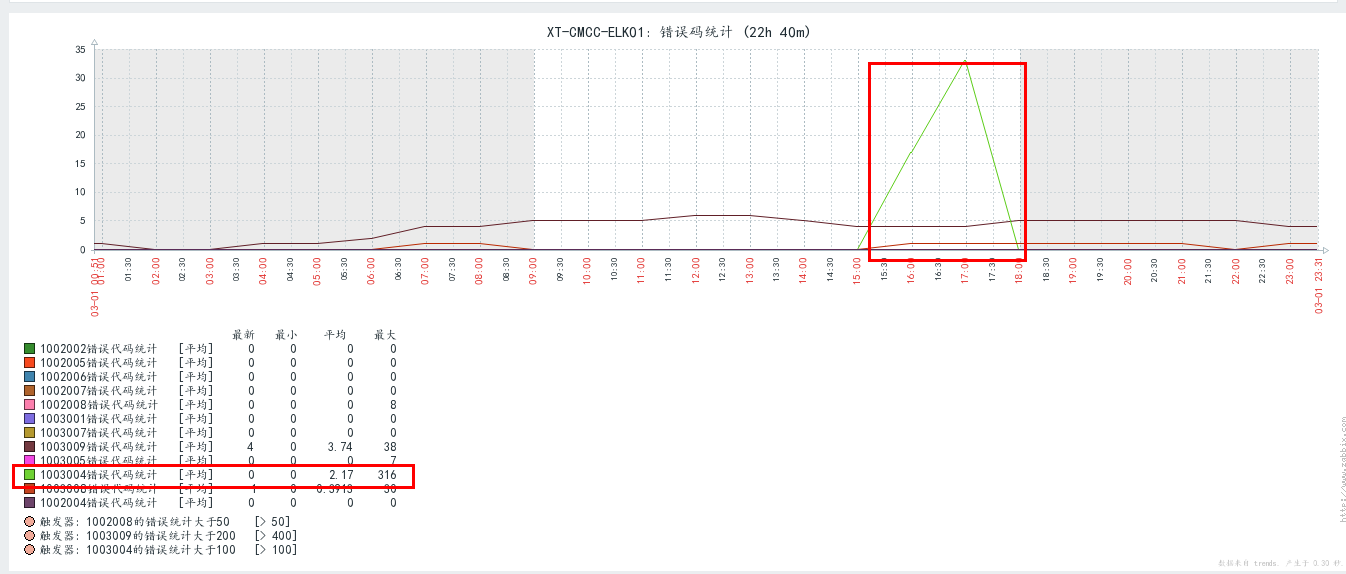 XT-CMCC-ELK01: 错误码统计 (22h 40m)
35
30
25
20
15
10
5
0
03-01 00:51
01:00
01:30
02:00
02:30
03:00
03:30
04:00
04:30
05:00
05:30
06:00
06:30
07:00
07:30
08:00
08:30
09:00
09:30
10:00
10:30
11:00
11:30
12:00
12:30
13:00
13:30
14:00
14:30
15:00
15:30
16:00
16:30
17:00
17:30
18:00
18:30
19:00
19:30
20:00
20:30
21:00
21:30
22:00
22:30
23:00
03-01 23:31
最新 最小 平均 最大
1002002错误代码统计 [平均] 0 0 0 0
1002005错误代码统计 [平均] 0 0 0 0
1002006错误代码统计 [平均] 0 0 0 0
1002007错误代码统计 [平均] 0 0 0 0
1002008错误代码统计 [平均] 0 0 0 8
1003001错误代码统计 [平均] 0 0 0 0
1003007错误代码统计 [平均] 0 0 0 0
1003009错误代码统计 [平均] 4 0 3.74 38
1003005错误代码统计 [平均] 0 0 0 7
1003004错误代码统计 [平均] 0 0 2.17 316
错误代码统计 [平均] 1 0 0.3913 30
1002004错误代码统计 [平均] 0 0 0 0
触发器: 1002008的错误统计大于50 [> 50]
触发器: 1003009的错误统计大于200 [> 400]
触发器: 1003004的错误统计大于100 [> 100]
http://www.zabbix.com
数据来自 trends. 产生于 0.30 秒.